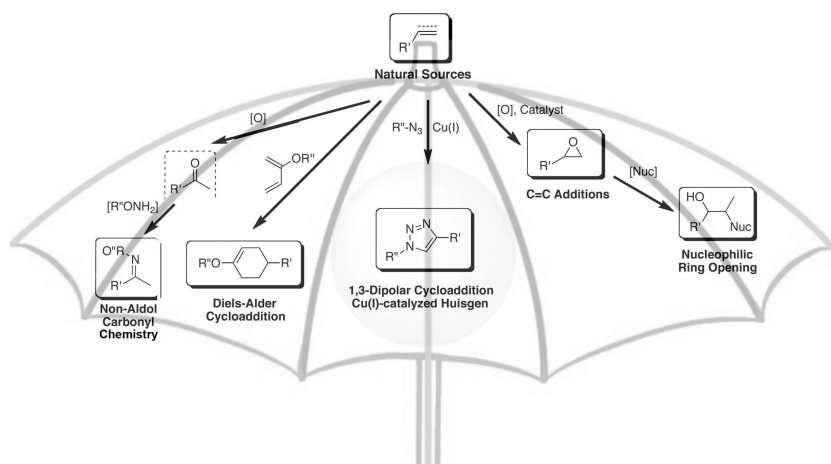 R'
Natural Sources
[O]
R"-N3 Cu(I)
[O], Catalyst
O
R'
OR"
O
R'
C=C Additions
[Nuc]
[R"ONH2]
HO
R' Nuc
Nucleophilic
Ring Opening
O"R
N
R'
Non-Aldol
Carbonyl
Chemistry
R"O R'
Diels-Alder
Cycloaddition
N N
N
R" R'
1,3-Dipolar Cycloaddition
Cu(I)-catalyzed Huisgen